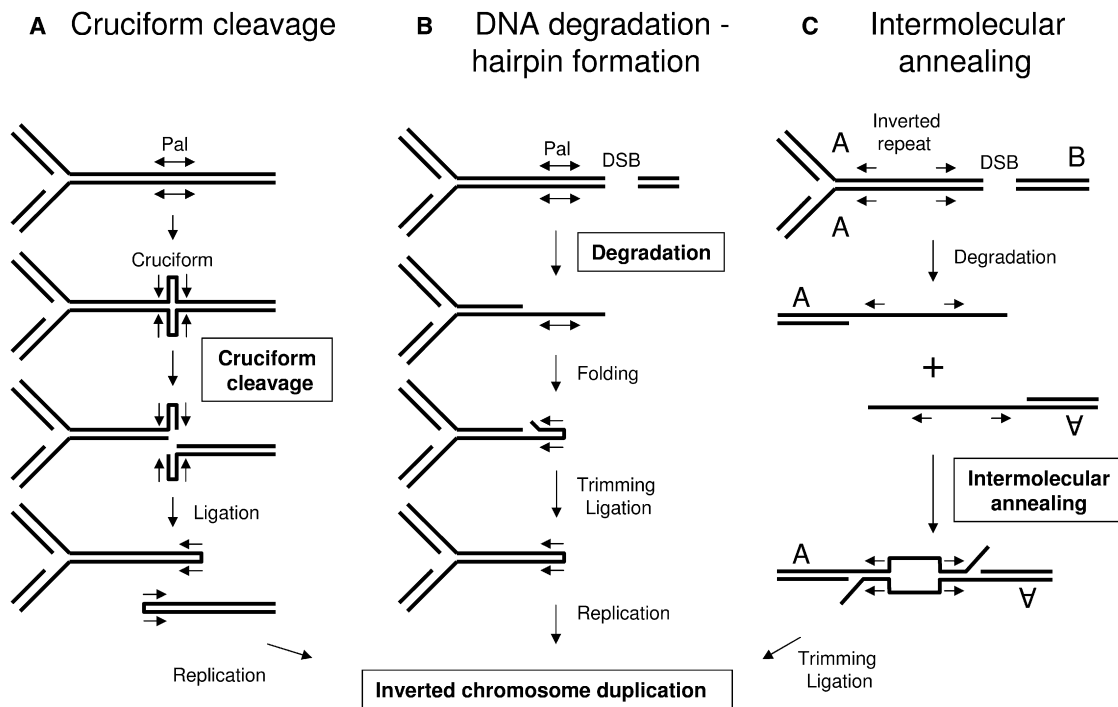 A Cruciform cleavage
Pal
Cruciform
Cruciform
cleavage
Ligation
Replication
B DNA degradation -
hairpin formation
Pal
DSB
Degradation
Folding
Trimming
Ligation
Replication
C Intermolecular
annealing
A
Inverted
repeat
DSB
B
A
Degradation
A
+
A
Intermolecular
annealing
A
A
Trimming
Ligation
Inverted chromosome duplication